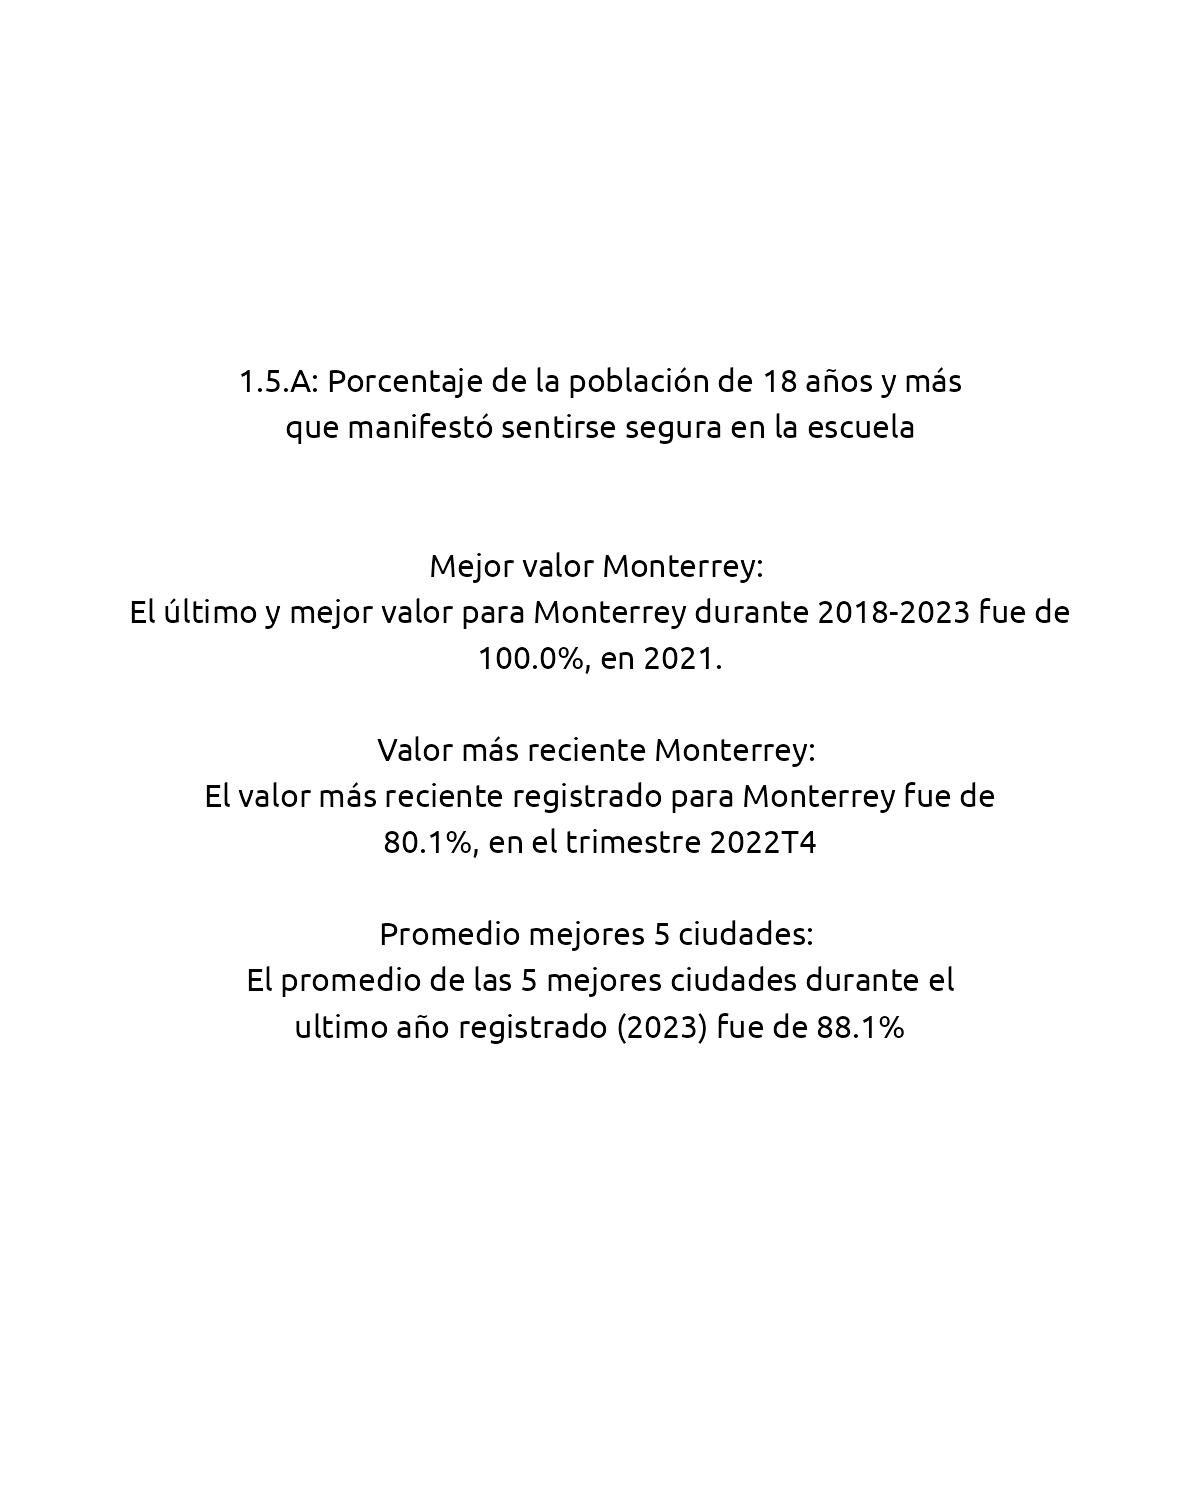 1.5.A: Porcentaje de la población de 18 años y más
que manifestó sentirse segura en la escuela
Mejor valor Monterrey:
El último y mejor valor para Monterrey durante 2018-2023 fue de
100.0%, en 2021.
Valor más reciente Monterrey:
El valor más reciente registrado para Monterrey fue de
80.1%, en el trimestre 2022T4
Promedio mejores 5 ciudades:
El promedio de las 5 mejores ciudades durante el
ultimo año registrado (2023) fue de 88.1%